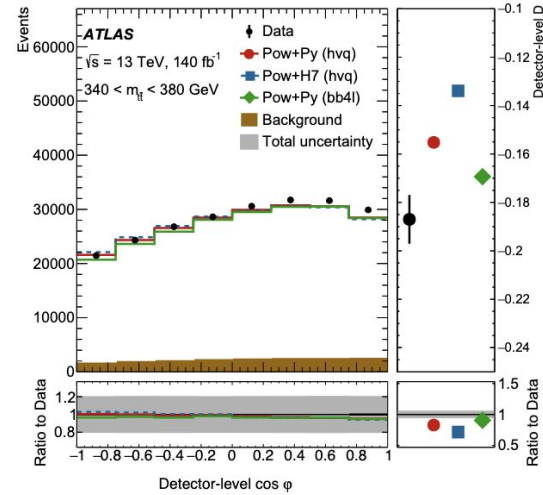 Events
60000
50000
40000
30000
20000
10000
0
ATLAS
√s = 13 TeV, 140 fb⁻¹
340 < m_tt̄ < 380 GeV
Data
Pow+Py (hvq)
Pow+H7 (hvq)
Pow+Py (bb4l)
Background
Total uncertainty
Detector-level D
−0.1
−0.12
−0.14
−0.16
−0.18
−0.2
−0.22
−0.24
Ratio to Data
1.2
1
0.8
−1 −0.8 −0.6 −0.4 −0.2 0 0.2 0.4 0.6 0.8 1
Detector-level cos φ
Ratio to Data
1.5
1
0.5